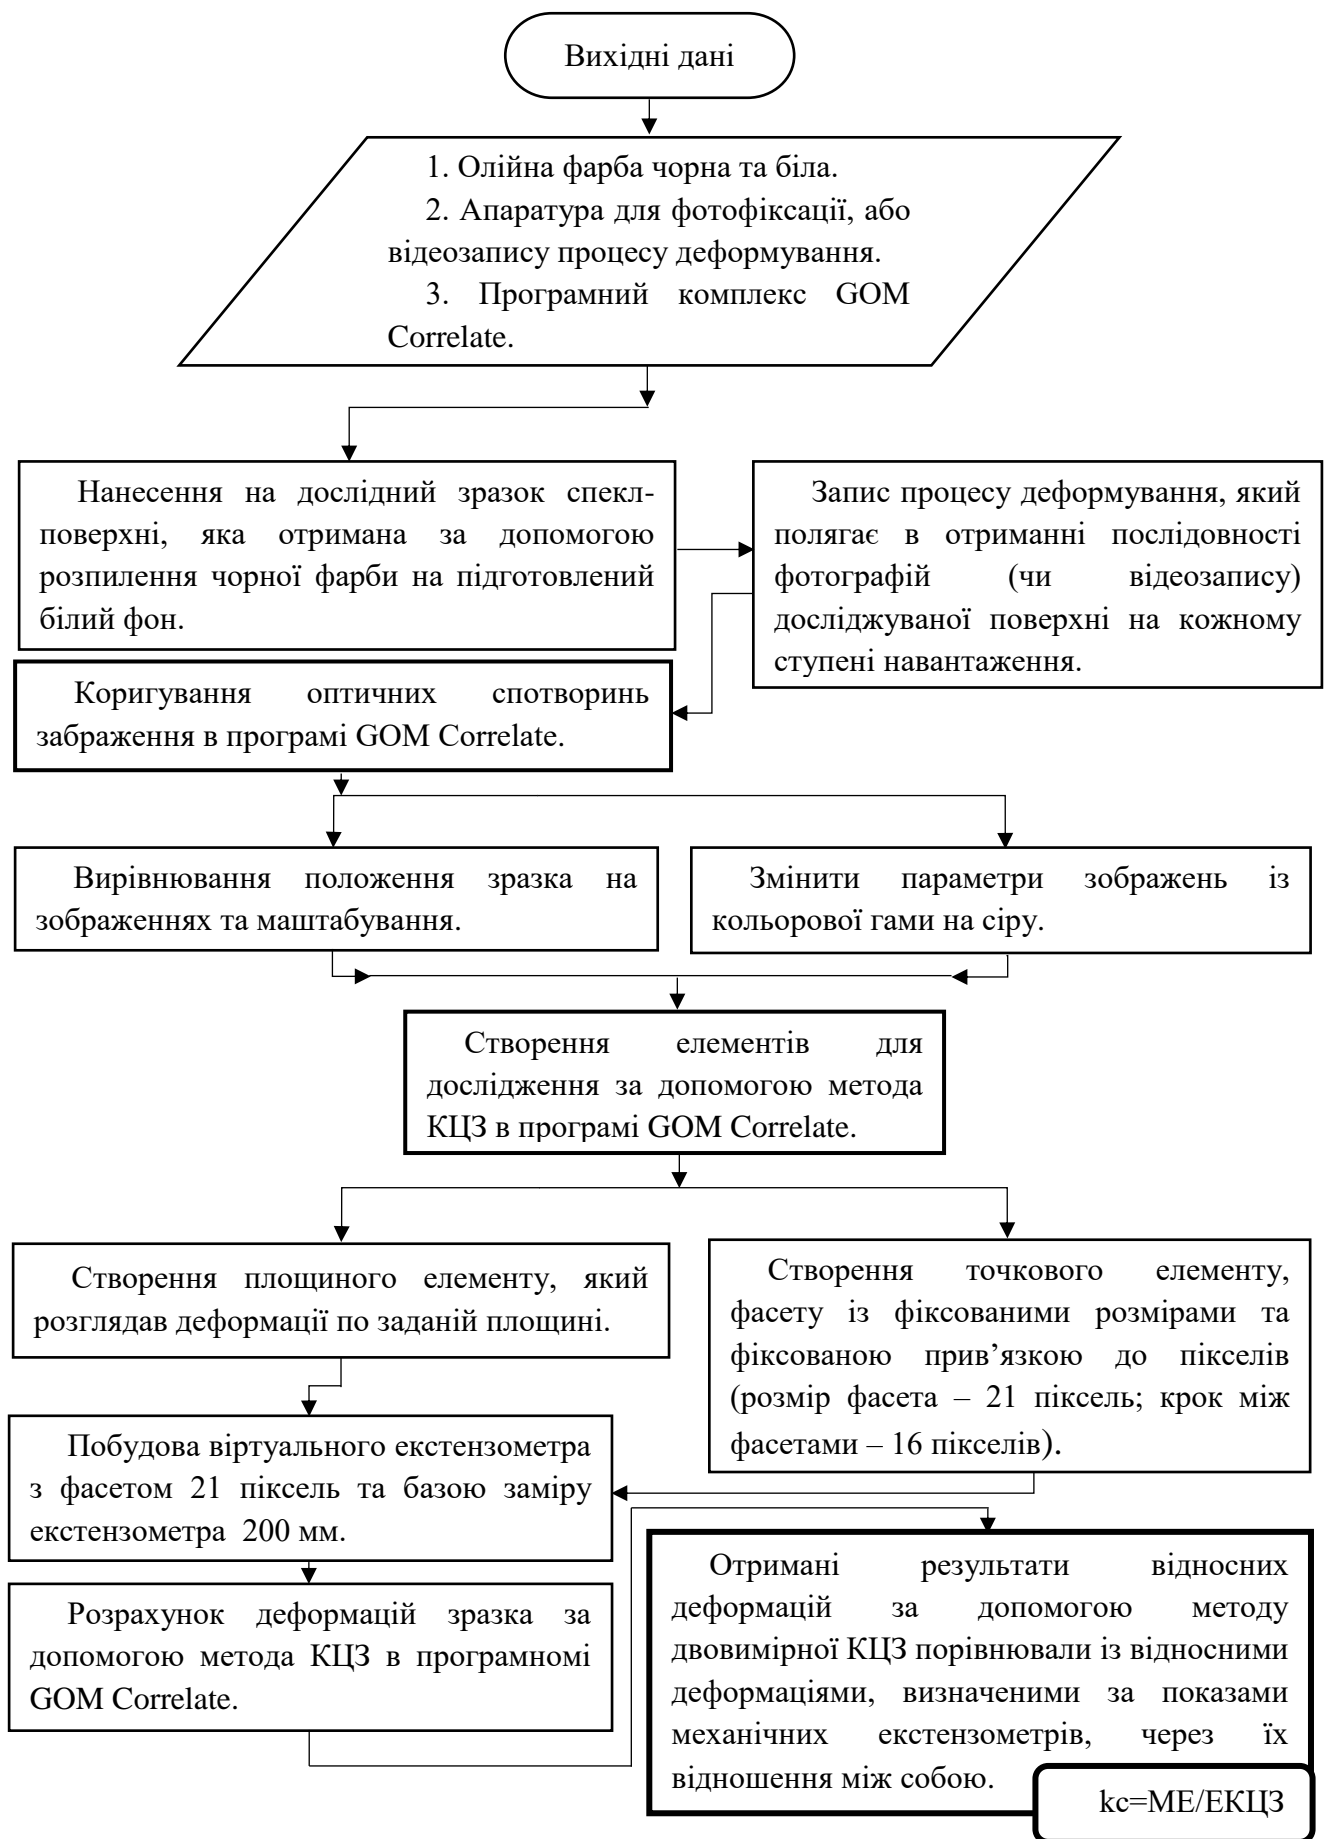 Вихідні дані
1. Олійна фарба чорна та біла.
2. Апаратура для фотофіксації, або
відеозапису процесу деформування.
3. Програмний комплекс GOM
Correlate.
Нанесення на дослідний зразок спекл-
поверхні, яка отримана за допомогою
розпилення чорної фарби на підготовлений
білий фон.
Запис процесу деформування, який
полягає в отриманні послідовності
фотографій (чи відеозапису)
досліджуваної поверхні на кожному
ступені навантаження.
Коригування оптичних спотворинь
забраження в програмі GOM Correlate.
Вирівнювання положення зразка на
зображеннях та маштабування.
Змінити параметри зображень із
кольорової гами на сіру.
Створення елементів для
дослідження за допомогою метода
КЦЗ в програмі GOM Correlate.
Створення площиного елементу, який
розглядав деформації по заданій площині.
Створення точкового елементу,
фасету із фіксованими розмірами та
фіксованою прив’язкою до пікселів
(розмір фасета – 21 піксель; крок між
фасетами – 16 пікселів).
Побудова віртуального екстензометра
з фасетом 21 піксель та базою заміру
екстензометра 200 мм.
Розрахунок деформацій зразка за
допомогою метода КЦЗ в програмномі
GOM Correlate.
Отримані результати відносних
деформацій за допомогою методу
двовимірної КЦЗ порівнювали із відносними
деформаціями, визначеними за показами
механічних екстензометрів, через їх
відношення між собою.
kc=МЕ/ЕКЦЗ